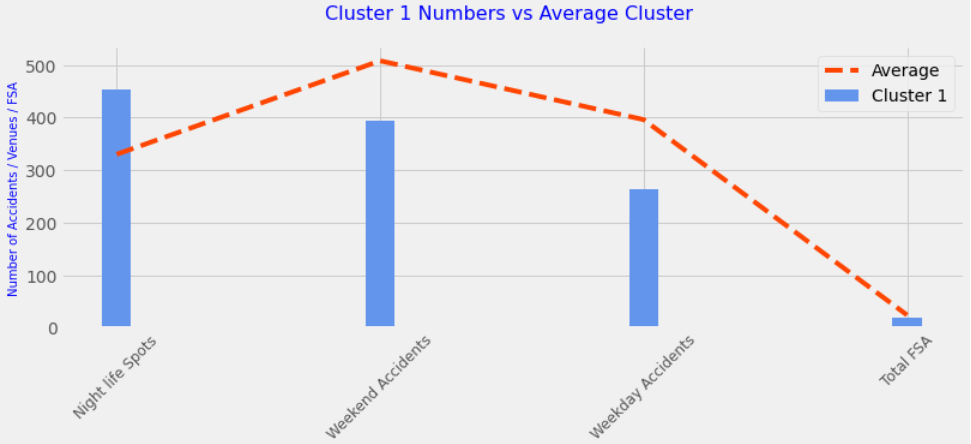 Cluster 1 Numbers vs Average Cluster
Number of Accidents / Venues / FSA
500
400
300
200
100
0
Average
Cluster 1
Night life Spots
Weekend Accidents
Weekday Accidents
Total FSA